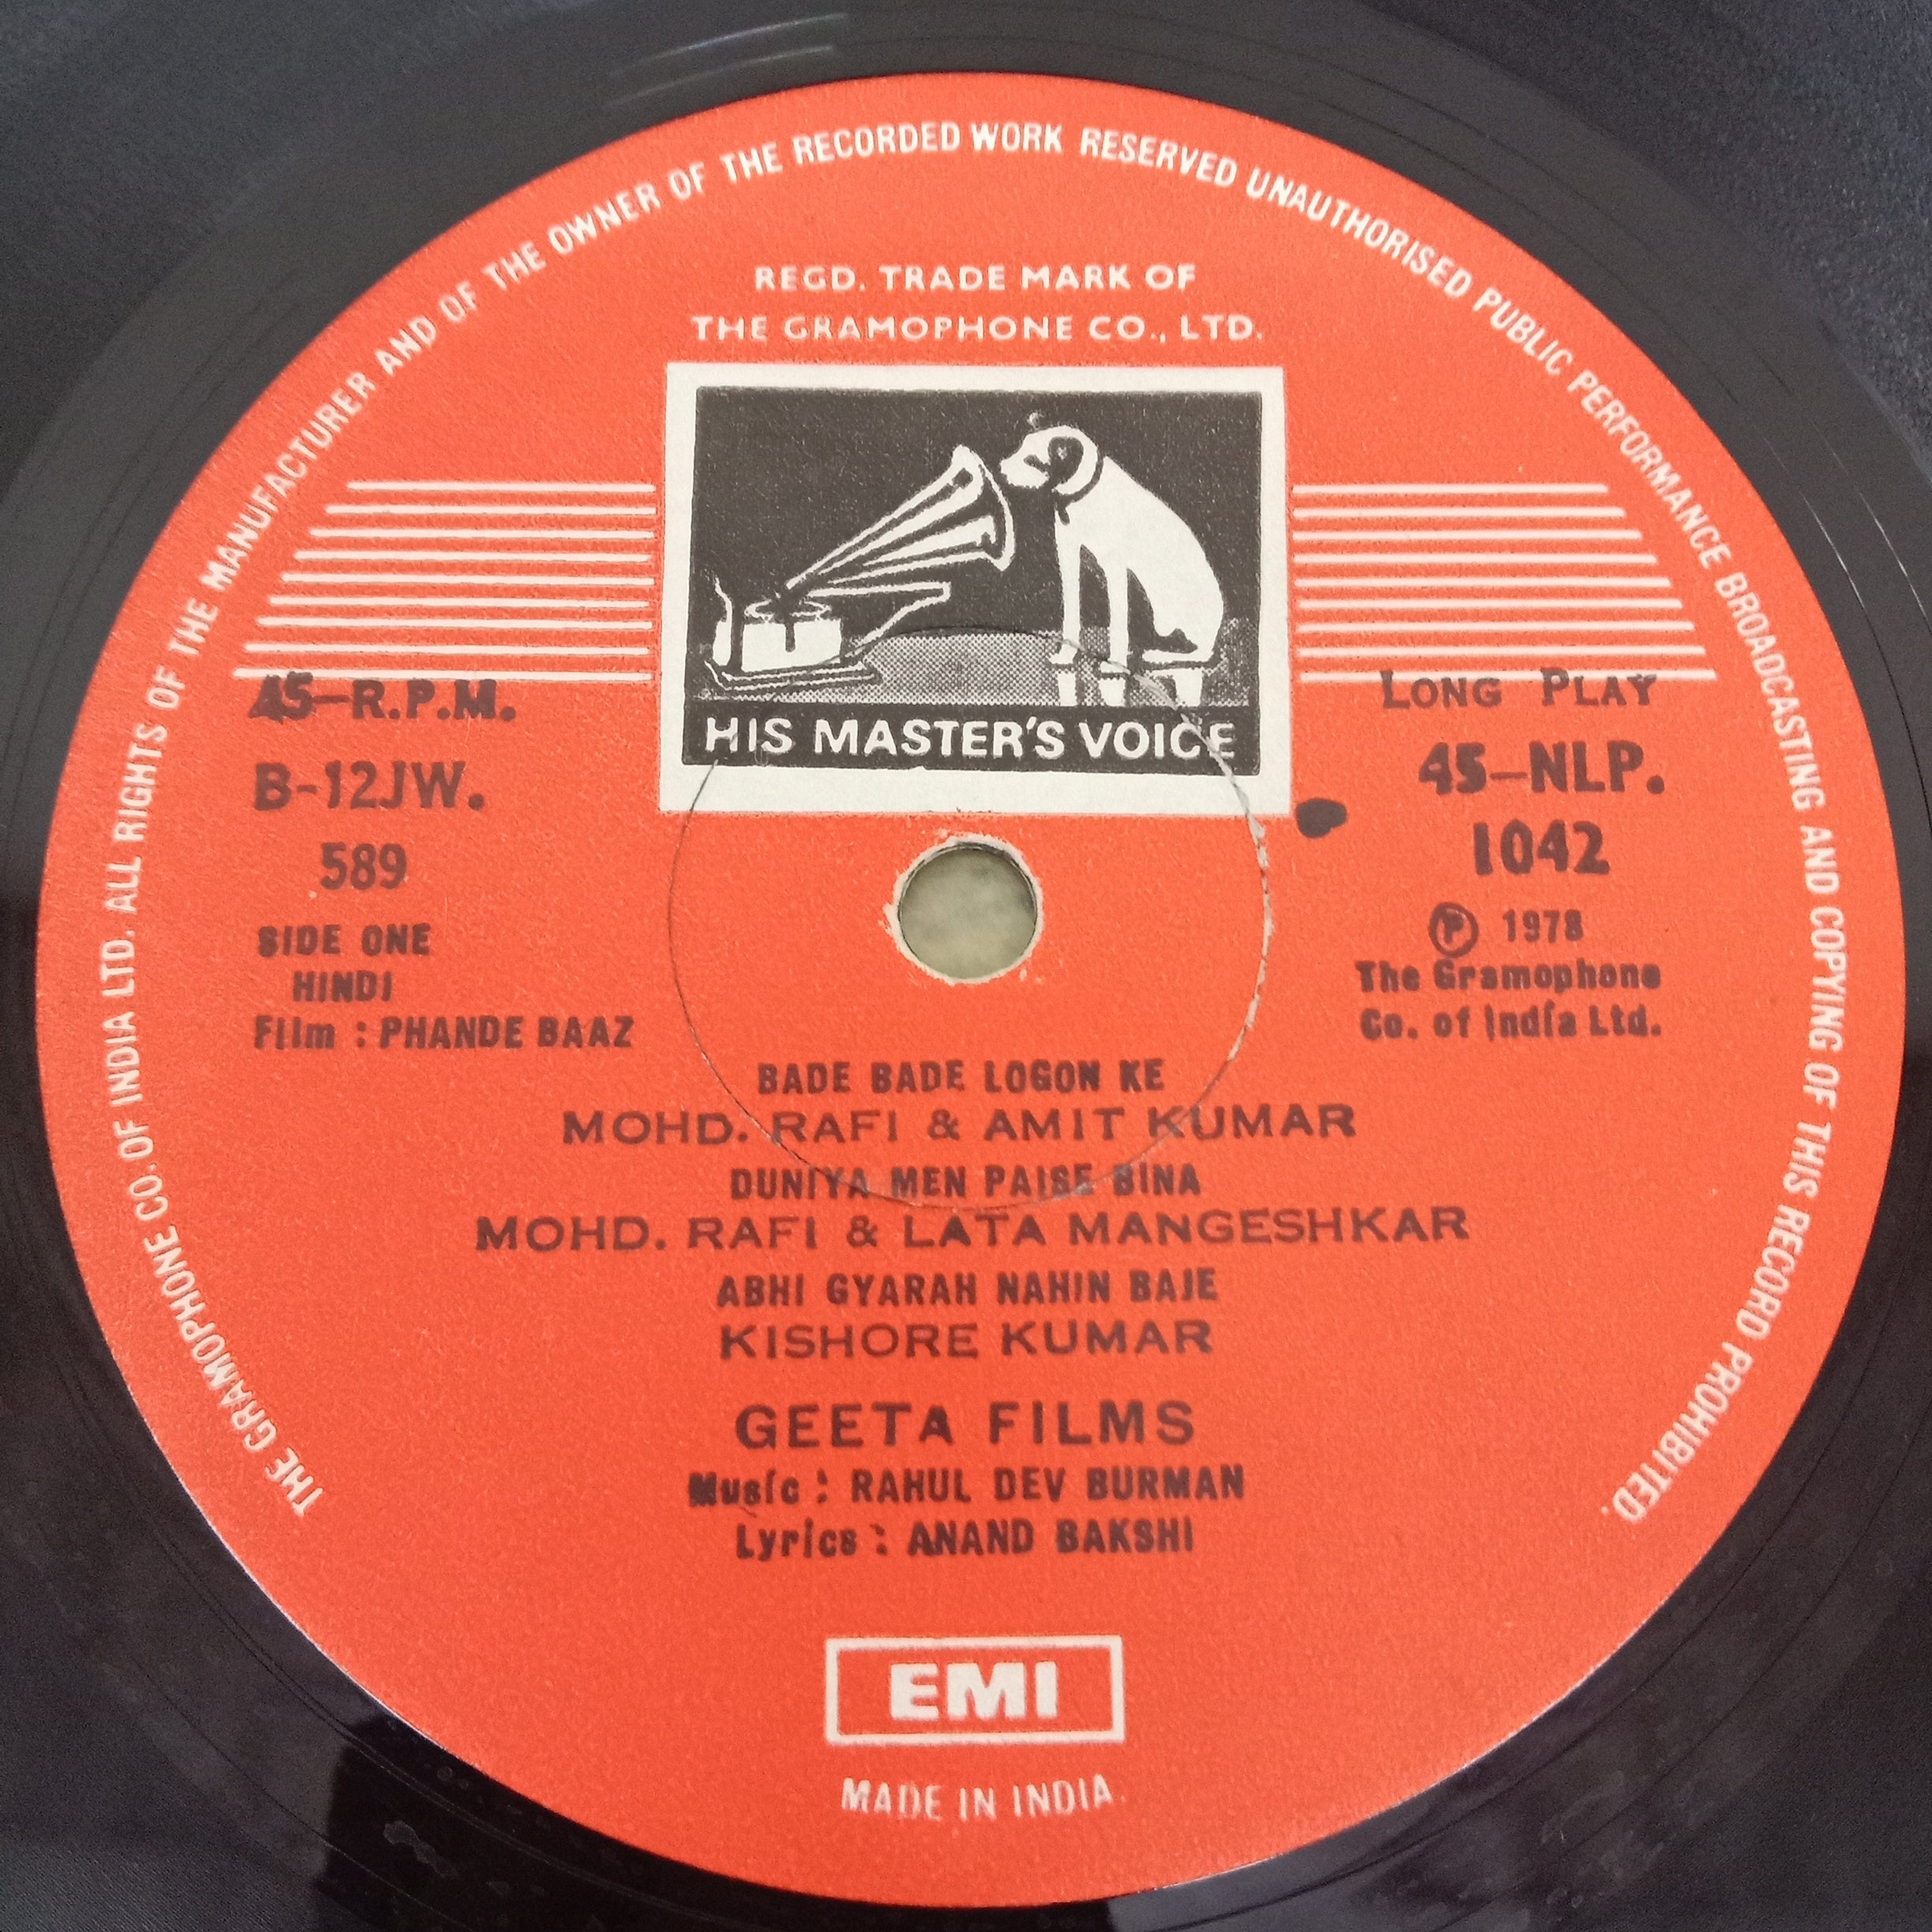 THE GRAMOPHONE CO. OF INDIA LTD. ALL RIGHTS OF THE MANUFACTURER AND OF THE OWNER OF THE RECORDED WORK RESERVED UNAUTHORISED PUBLIC PERFORMANCE BROADCASTING AND COPYING OF THIS RECORD PROHIBITED.
REGD. TRADE MARK OF
THE GRAMOPHONE CO., LTD.
HIS MASTER'S VOICE
45-R.P.M.
B-12JW.
589
SIDE ONE
HINDI
Film : PHANDE BAAZ
LONG PLAY
45-NLP.
1042
Ⓟ 1978
The Gramophone
Co. of India Ltd.
BADE BADE LOGON KE
MOHD. RAFI & AMIT KUMAR
DUNIYA MEN PAISE BINA
MOHD. RAFI & LATA MANGESHKAR
ABHI GYARAH NAHIN BAJE
KISHORE KUMAR
GEETA FILMS
Music : RAHUL DEV BURMAN
Lyrics : ANAND BAKSHI
EMI
MADE IN INDIA.